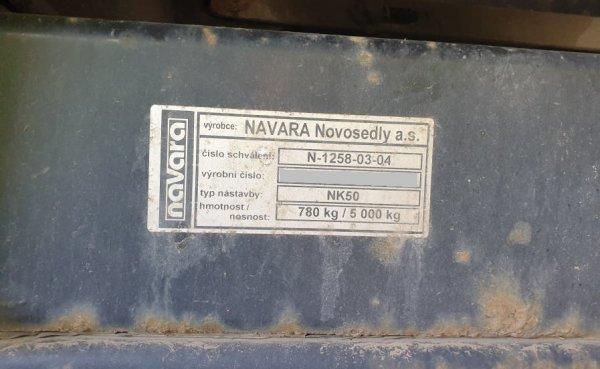 navara
výrobce: NAVARA Novosedly a.s.
číslo schválení: N-1258-03-04
výrobní číslo:
typ nástavby: NK50
hmotnost / nosnost: 780 kg / 5 000 kg